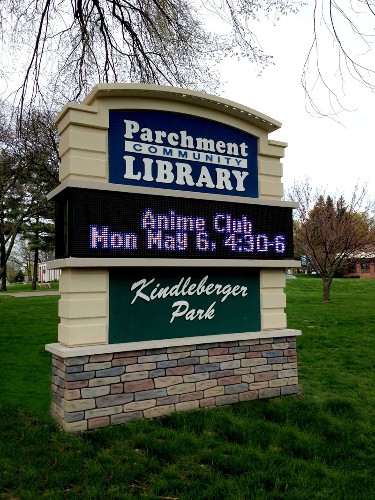 Parchment
COMMUNITY
LIBRARY
Anime Club
Mon May 6, 4:30-6
Kindleberger
Park